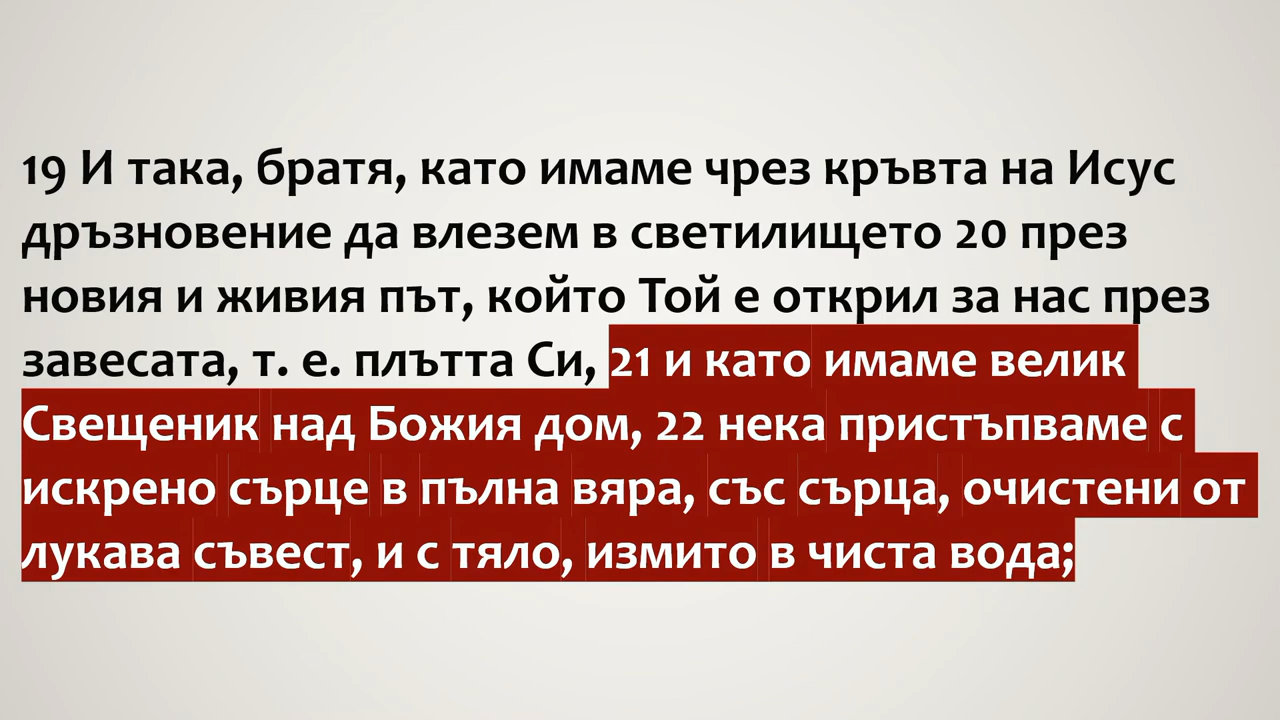 19 И така, братя, като имаме чрез кръвта на Исус
дръзновение да влезем в светилището 20 през
новия и живия път, който Той е открил за нас през
завесата, т. е. плътта Си, 21 и като имаме велик
Свещеник над Божия дом, 22 нека пристъпваме с
искрено сърце в пълна вяра, със сърца, очистени от
лукава съвест, и с тяло, измито в чиста вода;